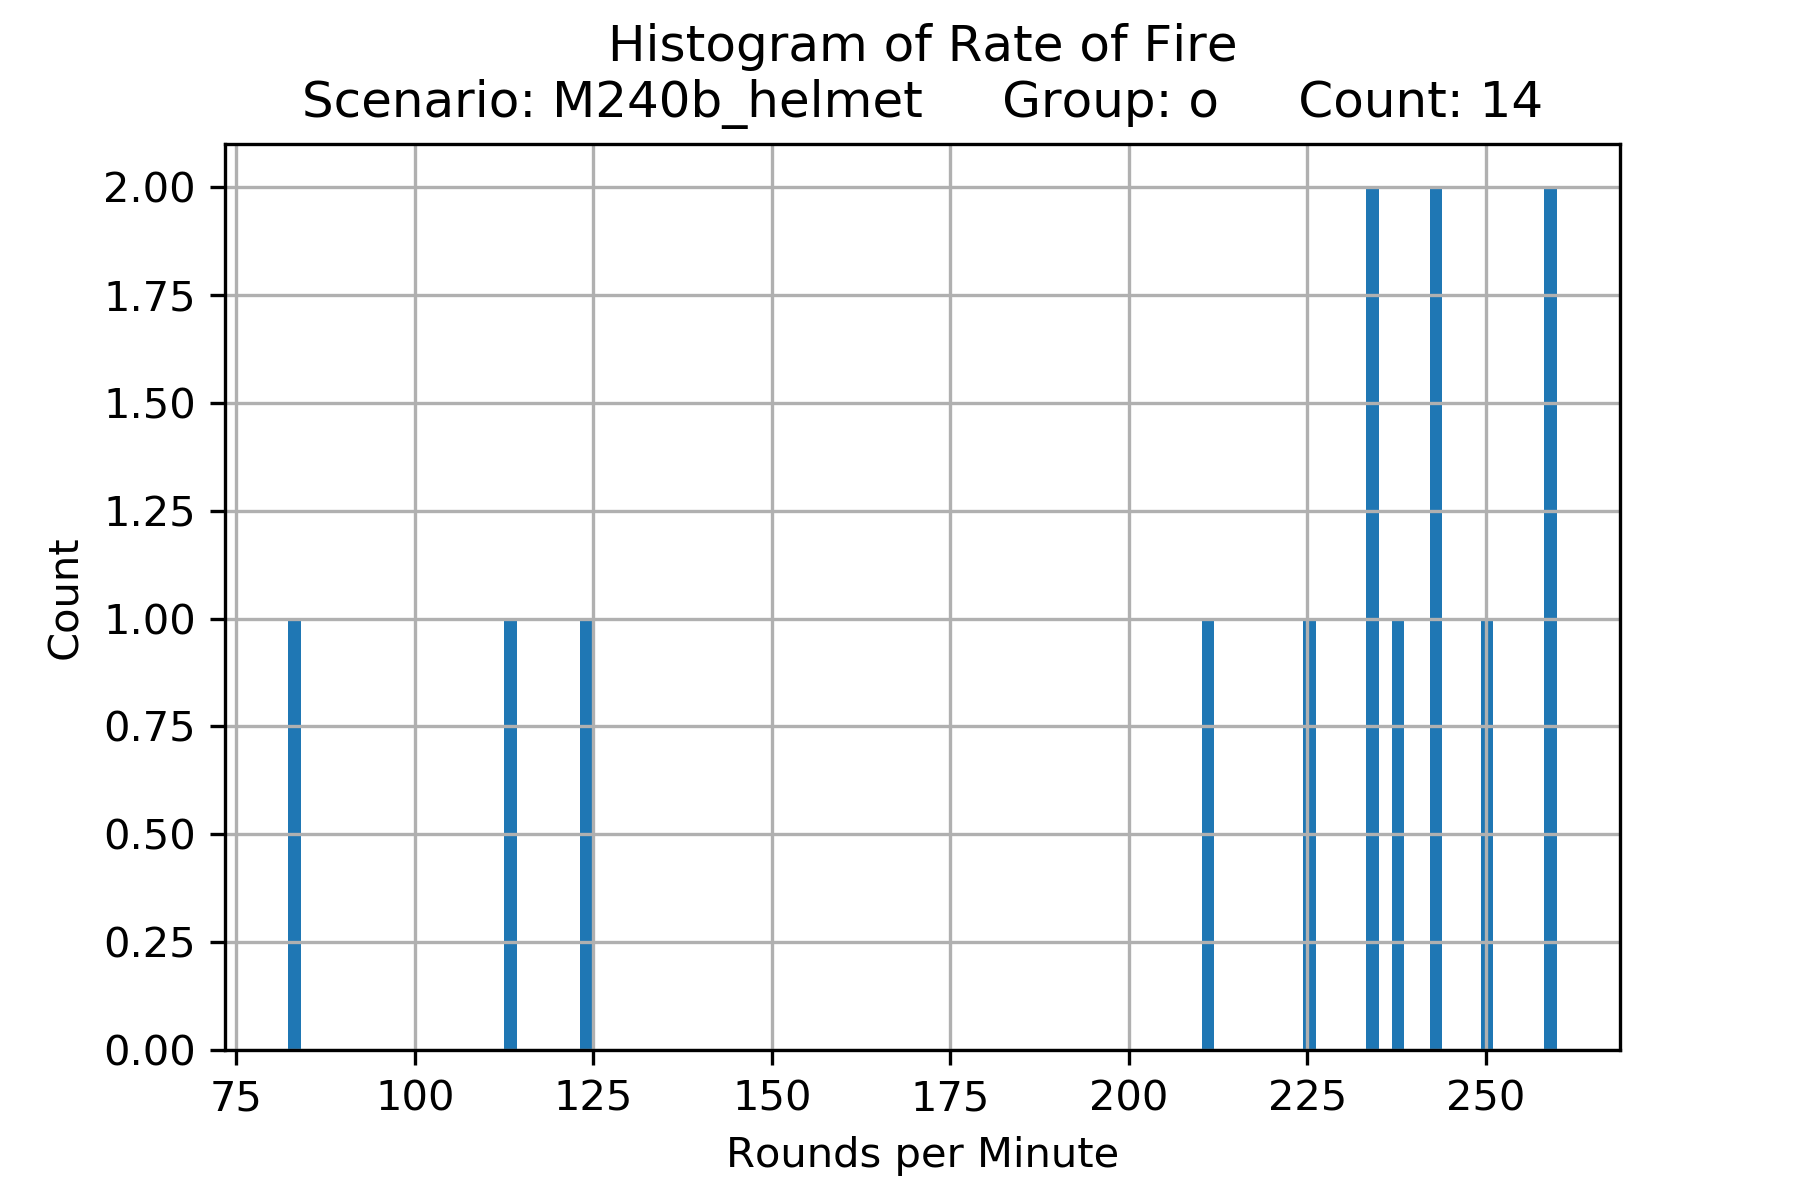 Histogram of Rate of Fire
Scenario: M240b_helmet     Group: o     Count: 14
2.00
1.75
1.50
1.25
1.00
0.75
0.50
0.25
0.00
Count
75 100 125 150 175 200 225 250
Rounds per Minute